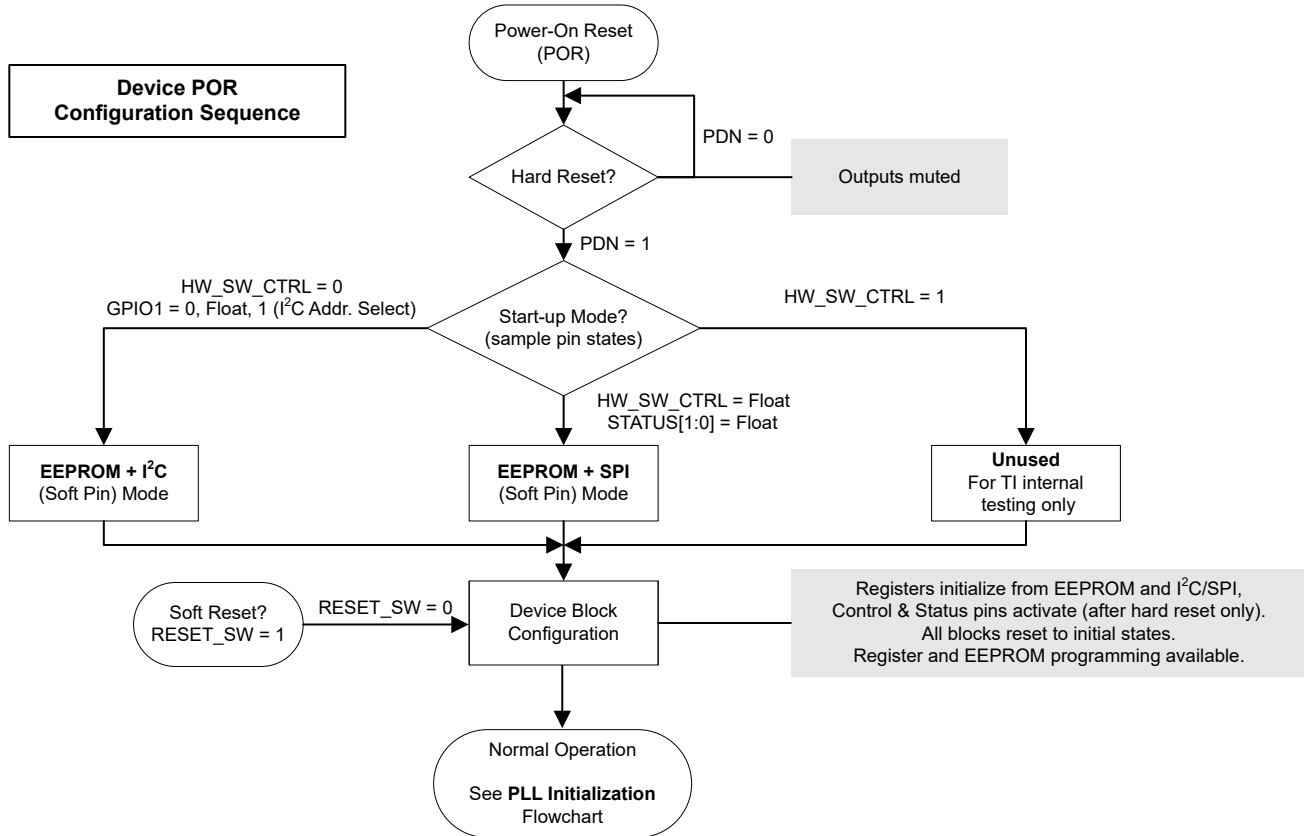 Power-On Reset
(POR)
Device POR
Configuration Sequence
PDN = 0
Hard Reset?
Outputs muted
PDN = 1
HW_SW_CTRL = 0
GPIO1 = 0, Float, 1 (I²C Addr. Select)
HW_SW_CTRL = 1
Start-up Mode?
(sample pin states)
HW_SW_CTRL = Float
STATUS[1:0] = Float
EEPROM + I²C
(Soft Pin) Mode
EEPROM + SPI
(Soft Pin) Mode
Unused
For TI internal
testing only
Soft Reset?
RESET_SW = 1
RESET_SW = 0
Device Block
Configuration
Registers initialize from EEPROM and I²C/SPI,
Control & Status pins activate (after hard reset only).
All blocks reset to initial states.
Register and EEPROM programming available.
Normal Operation
See PLL Initialization
Flowchart